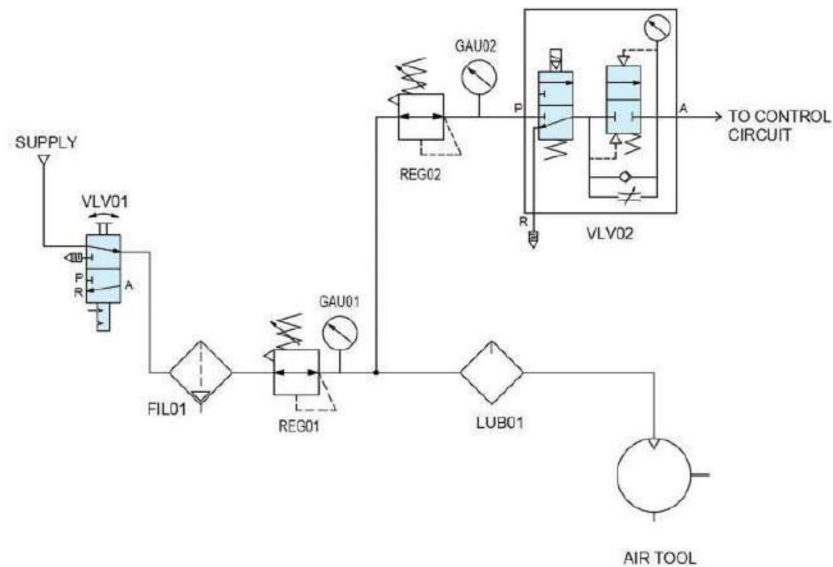 GAU02
P
A
TO CONTROL
CIRCUIT
SUPPLY
REG02
VLV01
R
VLV02
P
R
A
GAU01
FIL01
REG01
LUB01
AIR TOOL